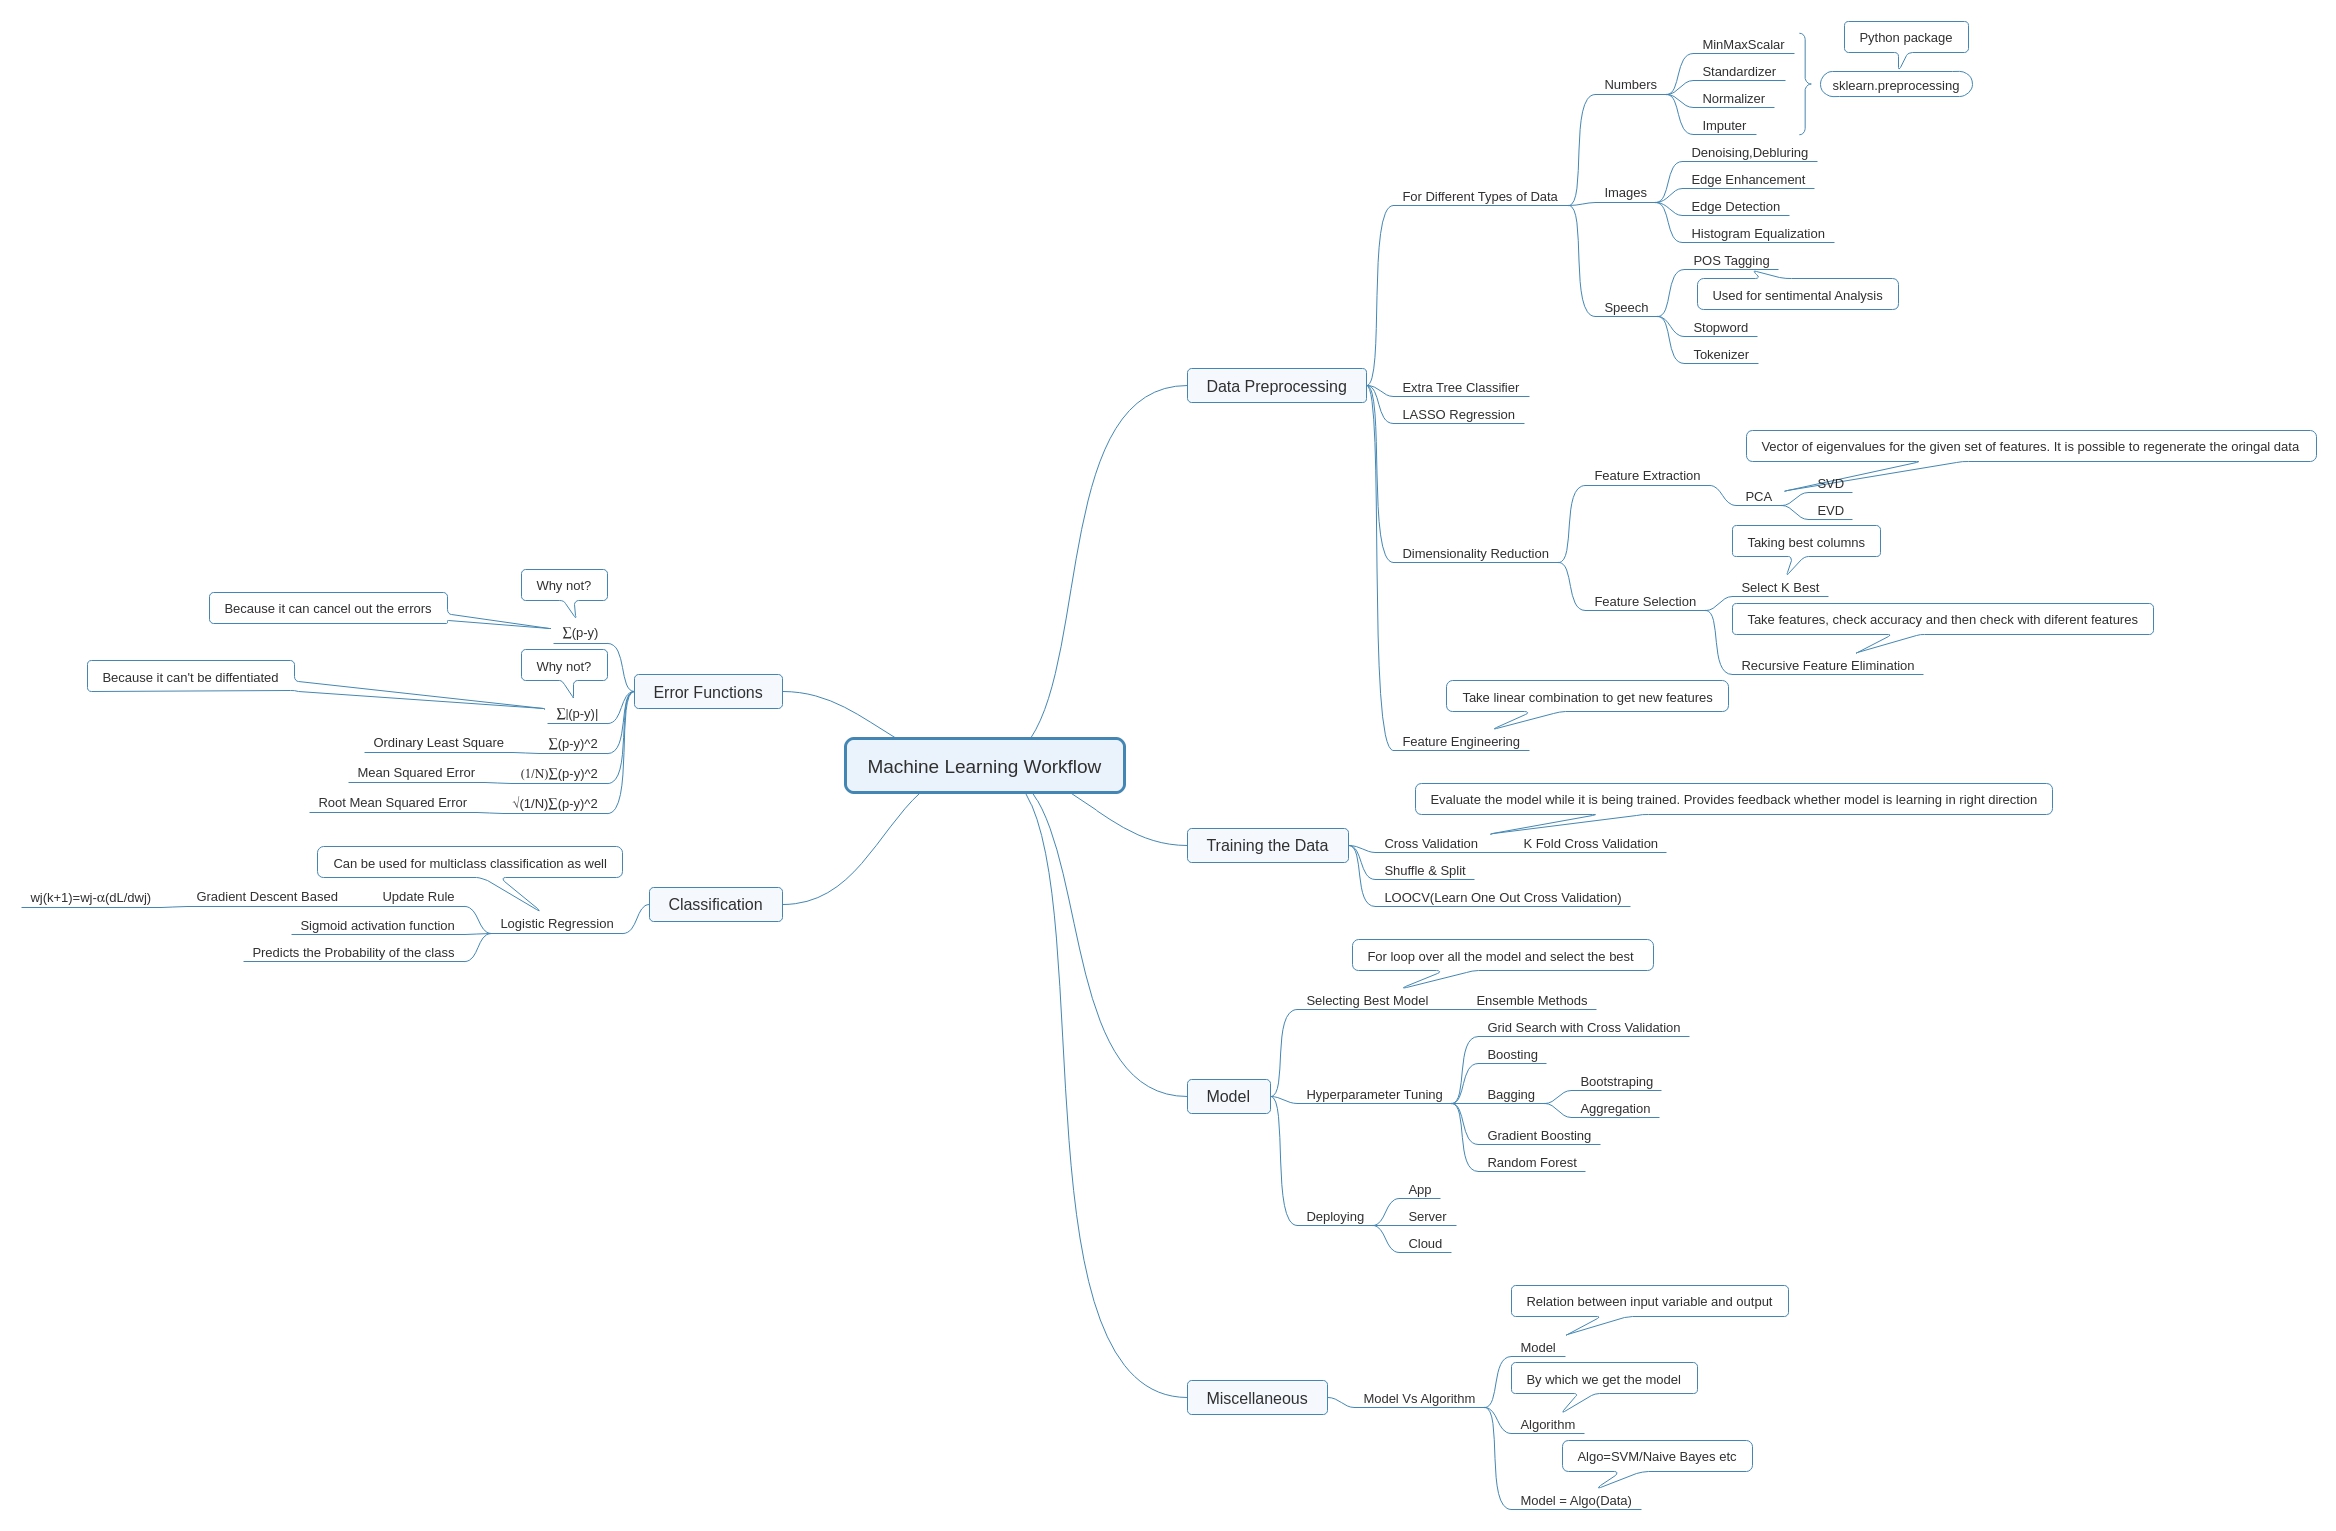 Machine Learning Workflow
Data Preprocessing
For Different Types of Data
Numbers
MinMaxScalar
Standardizer
Normalizer
Imputer
Python package
sklearn.preprocessing
Images
Denoising,Debluring
Edge Enhancement
Edge Detection
Histogram Equalization
Speech
POS Tagging
Used for sentimental Analysis
Stopword
Tokenizer
Extra Tree Classifier
LASSO Regression
Dimensionality Reduction
Feature Extraction
Vector of eigenvalues for the given set of features. It is possible to regenerate the oringal data
PCA
SVD
EVD
Feature Selection
Taking best columns
Select K Best
Take features, check accuracy and then check with diferent features
Recursive Feature Elimination
Take linear combination to get new features
Feature Engineering
Training the Data
Evaluate the model while it is being trained. Provides feedback whether model is learning in right direction
Cross Validation
K Fold Cross Validation
Shuffle & Split
LOOCV(Learn One Out Cross Validation)
Model
For loop over all the model and select the best
Selecting Best Model
Ensemble Methods
Hyperparameter Tuning
Grid Search with Cross Validation
Boosting
Bagging
Bootstraping
Aggregation
Gradient Boosting
Random Forest
Deploying
App
Server
Cloud
Miscellaneous
Model Vs Algorithm
Relation between input variable and output
Model
By which we get the model
Algorithm
Algo=SVM/Naive Bayes etc
Model = Algo(Data)
Error Functions
Why not?
Because it can cancel out the errors
∑(p-y)
Why not?
Because it can't be diffentiated
∑|(p-y)|
Ordinary Least Square
∑(p-y)^2
Mean Squared Error
(1/N)∑(p-y)^2
Root Mean Squared Error
√(1/N)∑(p-y)^2
Classification
Can be used for multiclass classification as well
Logistic Regression
Update Rule
Gradient Descent Based
wj(k+1)=wj-α(dL/dwj)
Sigmoid activation function
Predicts the Probability of the class